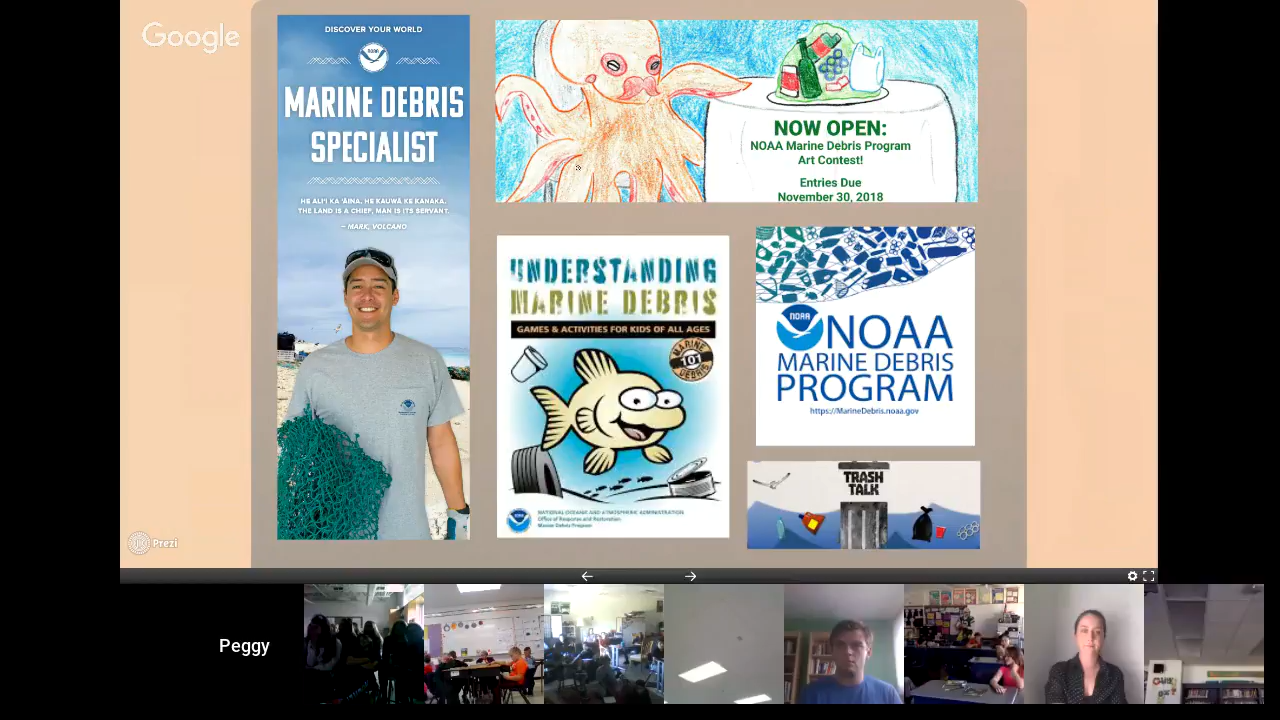 Google
DISCOVER YOUR WORLD
NOAA
MARINE DEBRIS
SPECIALIST
HE ALI'I KA 'ĀINA, HE KAUWĀ KE KANAKA.
THE LAND IS A CHIEF, MAN IS ITS SERVANT.
– MARK, VOLCANO
NOW OPEN:
NOAA Marine Debris Program
Art Contest!
Entries Due
November 30, 2018
UNDERSTANDING
MARINE DEBRIS
GAMES & ACTIVITIES FOR KIDS OF ALL AGES
MARINE
101
DEBRIS
NATIONAL OCEANIC AND ATMOSPHERIC ADMINISTRATION
Office of Response and Restoration
Marine Debris Program
NOAA
NOAA
MARINE DEBRIS
PROGRAM
https://MarineDebris.noaa.gov
TRASH
TALK
Prezi
Peggy